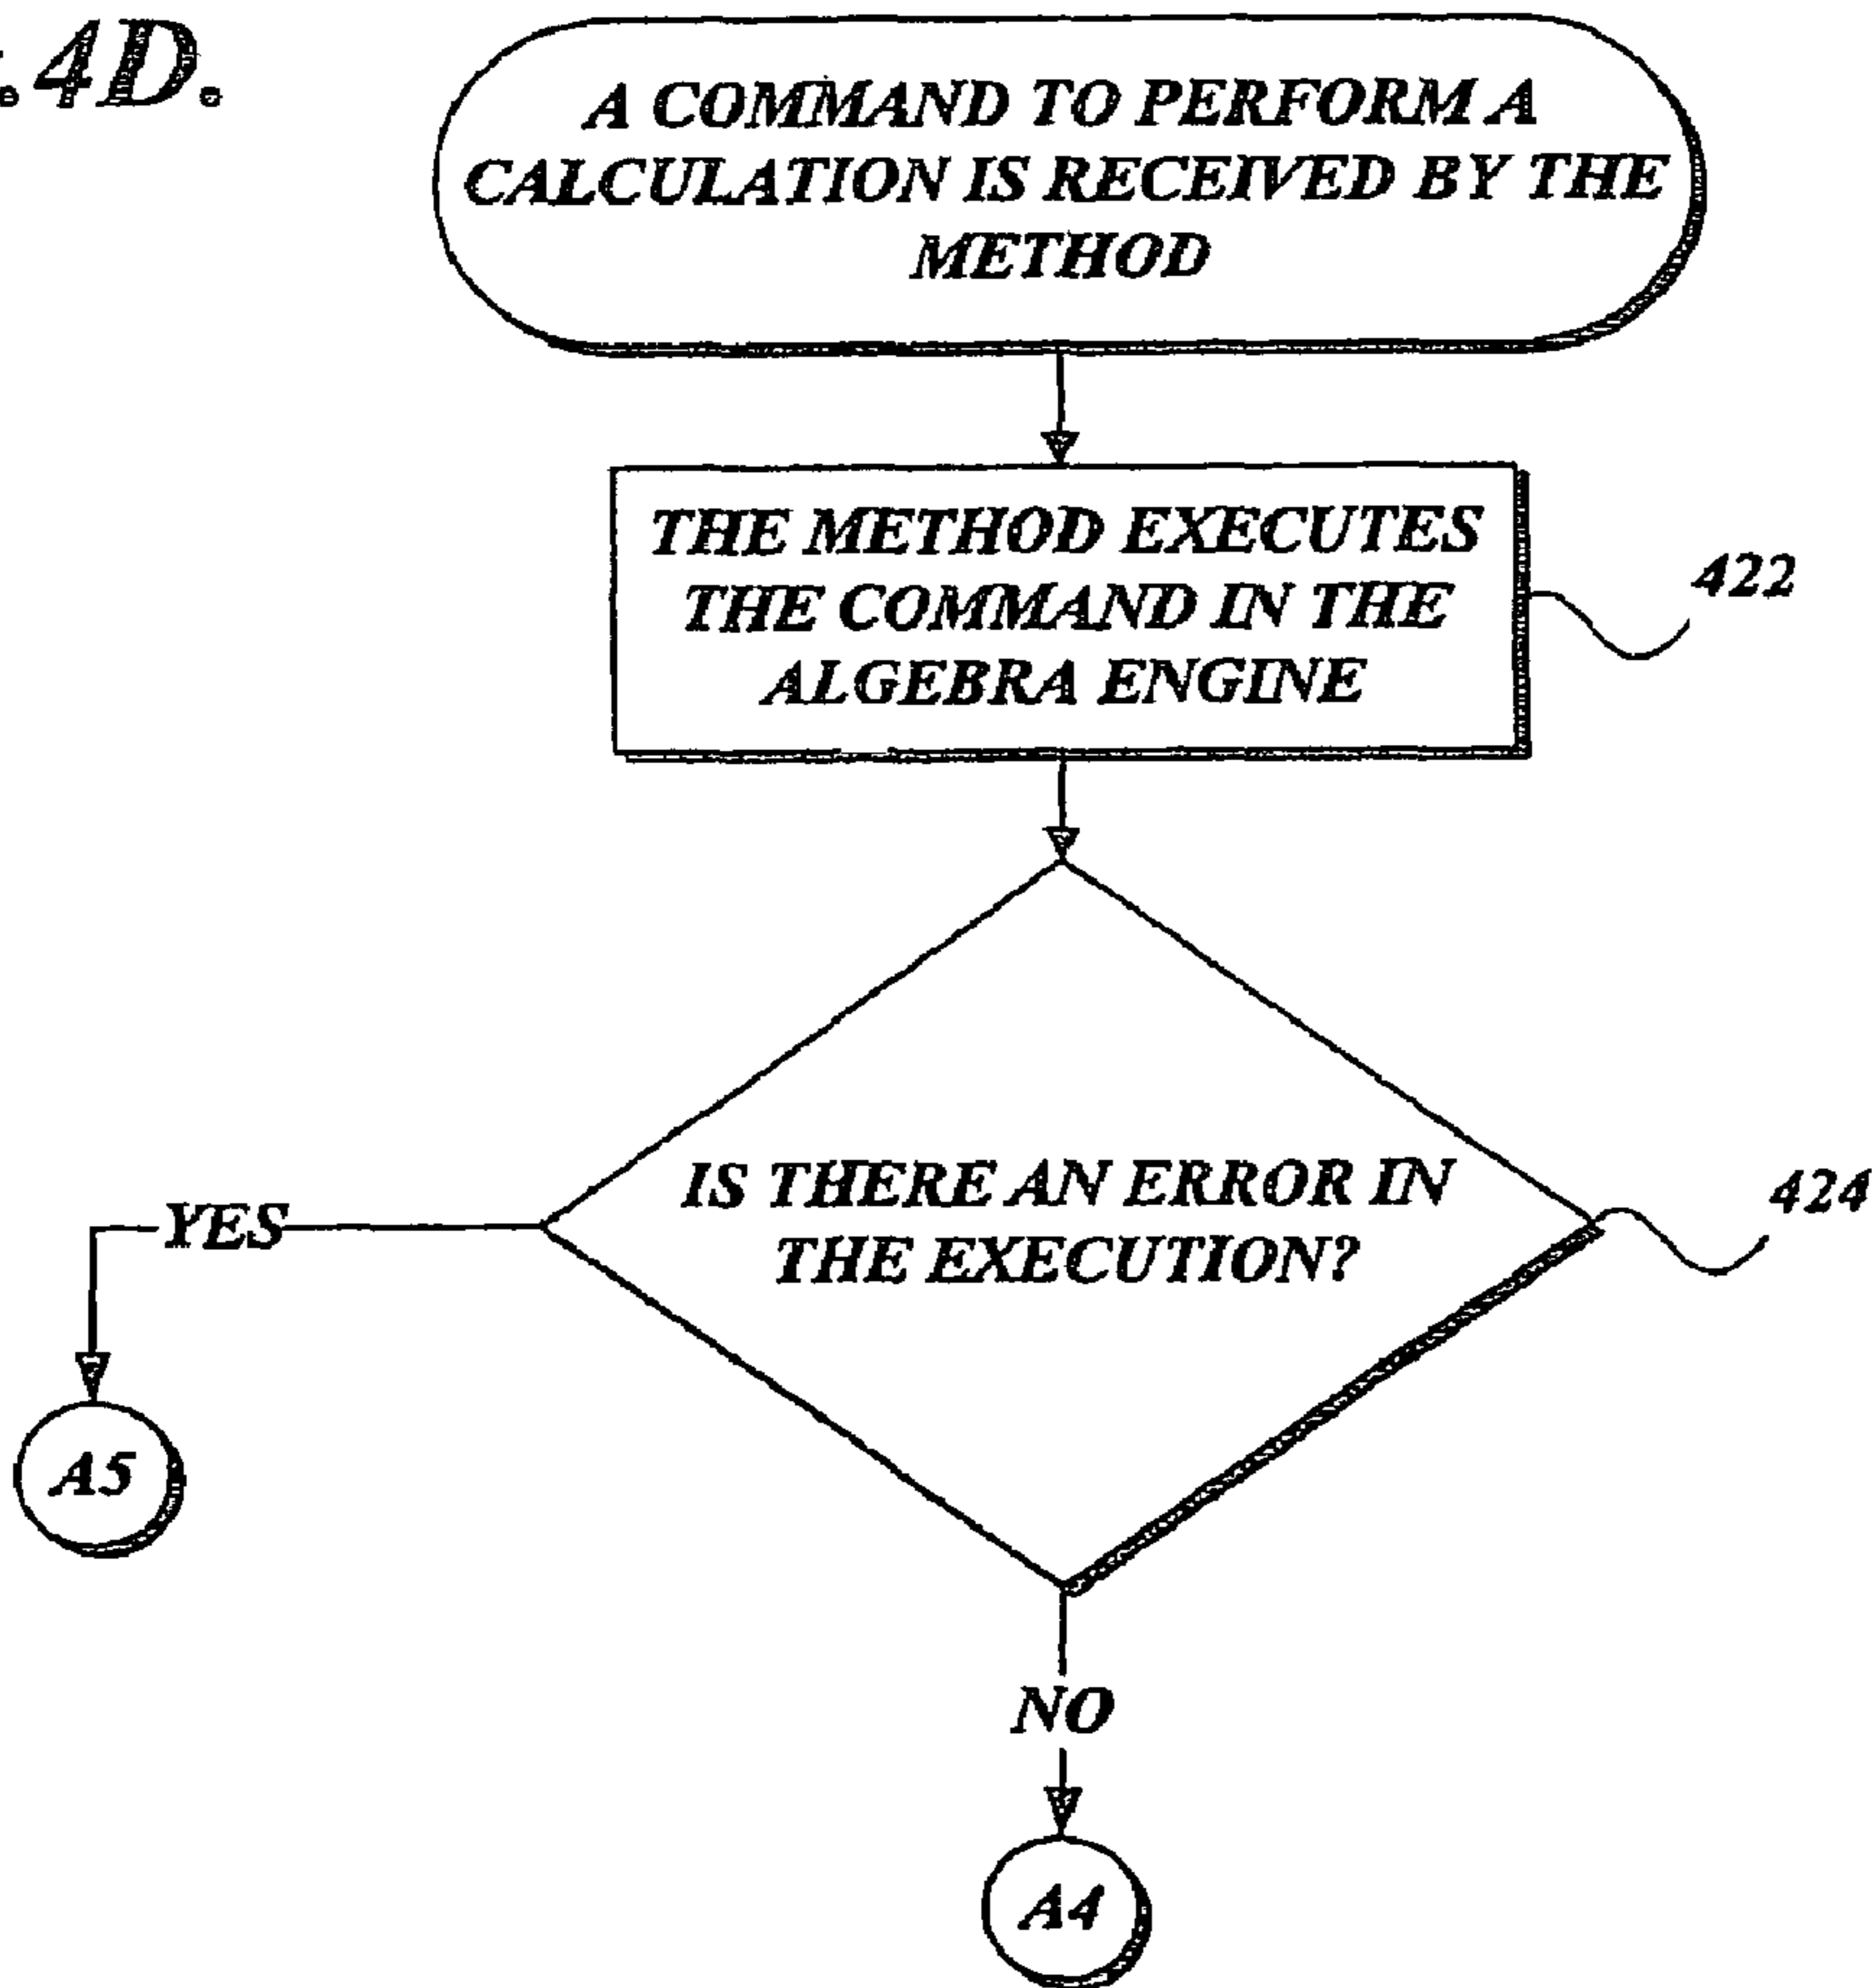 .4D.
A COMMAND TO PERFORM A
CALCULATION IS RECEIVED BY THE
METHOD
THE METHOD EXECUTES
THE COMMAND IN THE
ALGEBRA ENGINE
422
IS THERE AN ERROR IN
THE EXECUTION?
424
YES
A5
NO
A4